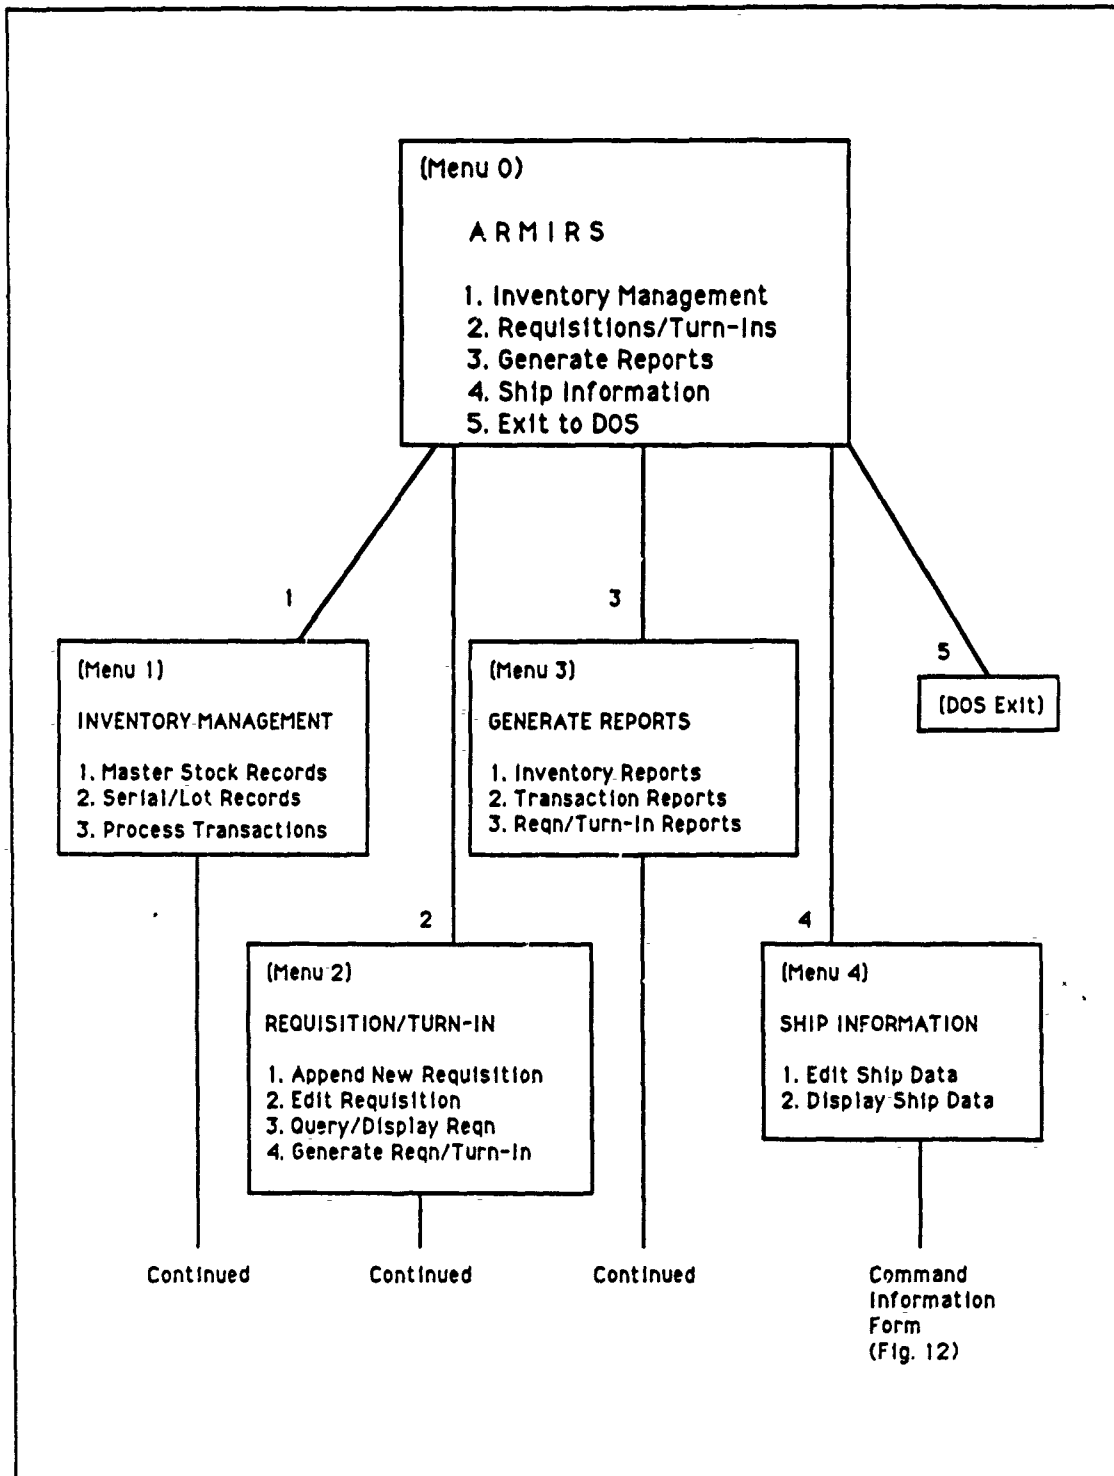 (Menu 0)
ARMIRS
1. Inventory Management
2. Requisitions/Turn-Ins
3. Generate Reports
4. Ship Information
5. Exit to DOS
1
3
5
(Menu 1)
INVENTORY MANAGEMENT
1. Master Stock Records
2. Serial/Lot Records
3. Process Transactions
(Menu 3)
GENERATE REPORTS
1. Inventory Reports
2. Transaction Reports
3. Reqn/Turn-In Reports
(DOS Exit)
2
4
(Menu 2)
REQUISITION/TURN-IN
1. Append New Requisition
2. Edit Requisition
3. Query/Display Reqn
4. Generate Reqn/Turn-In
(Menu 4)
SHIP INFORMATION
1. Edit Ship Data
2. Display Ship Data
Continued
Continued
Continued
Command
Information
Form
(Fig. 12)